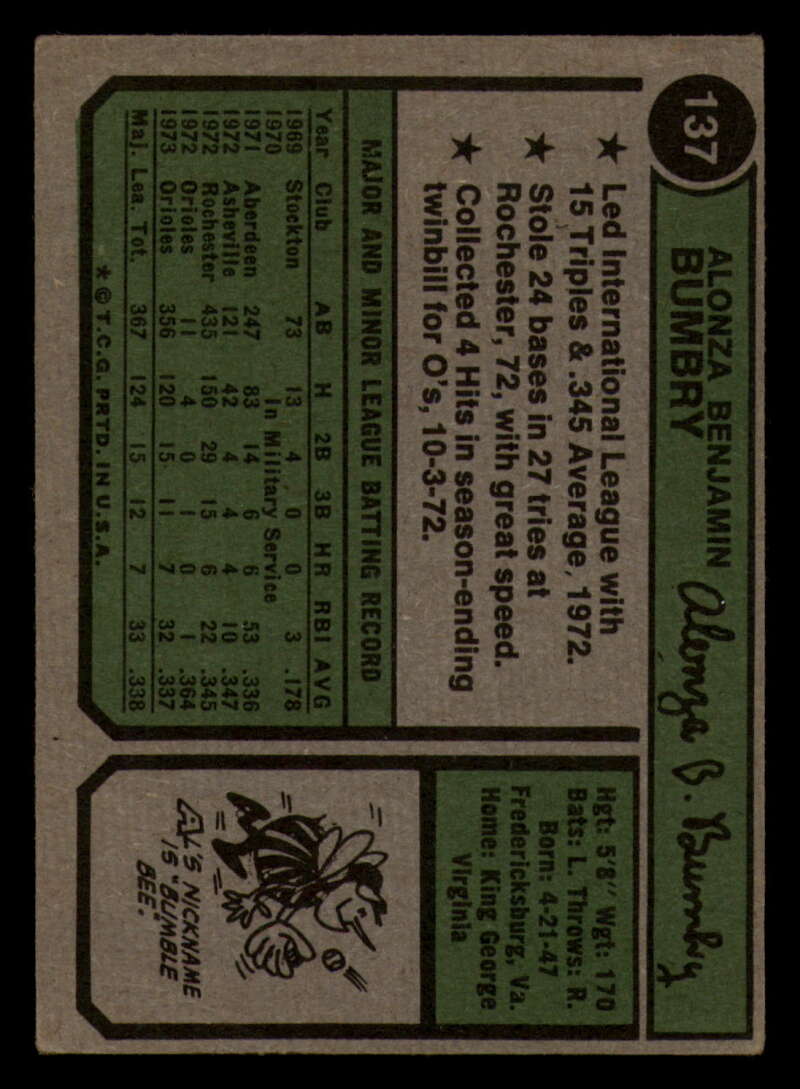 137
ALONZA BENJAMIN
BUMBRY
Alonza B. Bumbry
★ Led International League with
15 Triples & .345 Average, 1972.
★ Stole 24 bases in 27 tries at
Rochester, 72, with great speed.
★ Collected 4 Hits in season-ending
twinbill for O's, 10-3-72.
Hgt: 5'8" Wgt: 170
Bats: L. Throws: R.
Born: 4-21-47
Fredericksburg, Va.
Home: King George
Virginia
MAJOR AND MINOR LEAGUE BATTING RECORD
Year Club AB H 2B 3B HR RBI AVG
1969 Stockton 73 13 4 0 0 3 .178
1970 In Military Service
1971 Aberdeen 247 83 14 6 6 53 .336
1972 Asheville 121 42 4 4 4 10 .347
1972 Rochester 435 150 29 15 6 22 .345
1972 Orioles 11 4 0 1 0 1 .364
1973 Orioles 356 120 15 11 7 32 .337
Maj. Lea. Tot. 367 124 15 12 7 33 .338
* © T.C.G. PRTD. IN U.S.A.
AL'S NICKNAME
IS "BUMBLE
BEE".